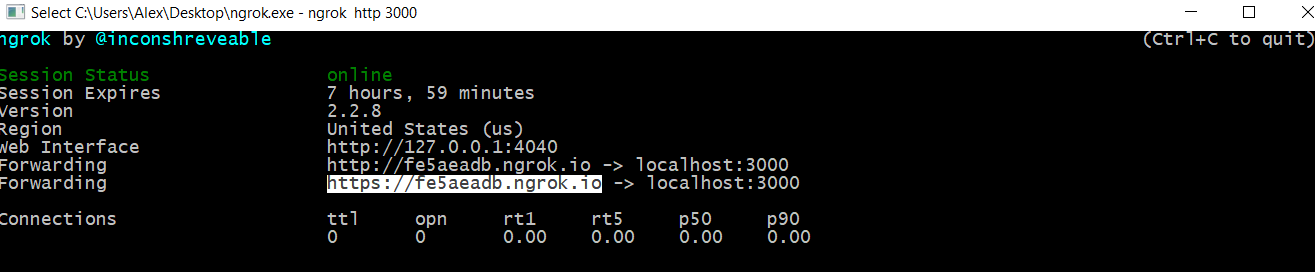 Select C:\Users\Alex\Desktop\ngrok.exe - ngrok http 3000
ngrok by @inconshreveable (Ctrl+C to quit)
Session Status online
Session Expires 7 hours, 59 minutes
Version 2.2.8
Region United States (us)
Web Interface http://127.0.0.1:4040
Forwarding http://fe5aeadb.ngrok.io -> localhost:3000
Forwarding https://fe5aeadb.ngrok.io -> localhost:3000
Connections ttl opn rt1 rt5 p50 p90
0 0 0.00 0.00 0.00 0.00